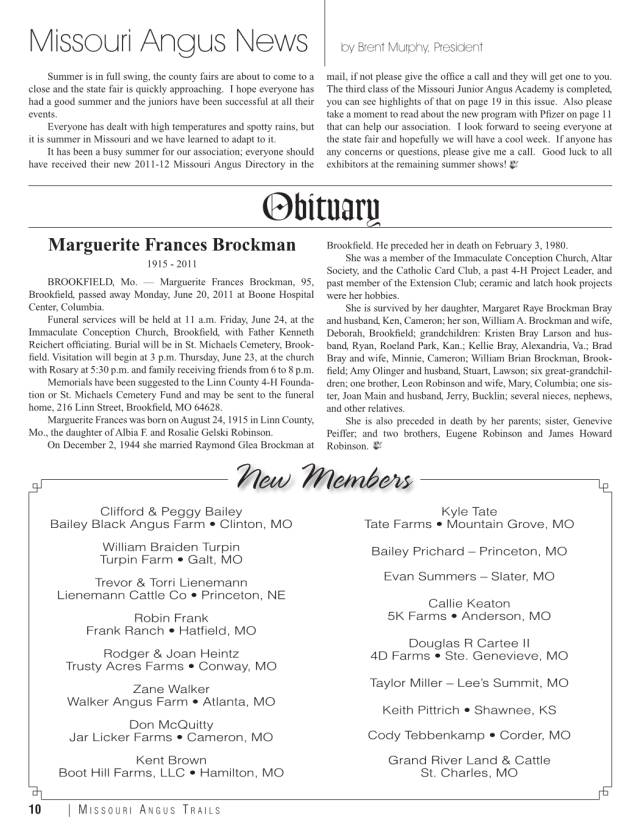 Missouri Angus News
by Brent Murphy, President
Summer is in full swing, the county fairs are about to come to a
close and the state fair is quickly approaching. I hope everyone has
had a good summer and the juniors have been successful at all their
events.
Everyone has dealt with high temperatures and spotty rains, but
it is summer in Missouri and we have learned to adapt to it.
It has been a busy summer for our association; everyone should
have received their new 2011-12 Missouri Angus Directory in the
mail, if not please give the office a call and they will get one to you.
The third class of the Missouri Junior Angus Academy is completed,
you can see highlights of that on page 19 in this issue. Also please
take a moment to read about the new program with Pfizer on page 11
that can help our association. I look forward to seeing everyone at
the state fair and hopefully we will have a cool week. If anyone has
any concerns or questions, please give me a call. Good luck to all
exhibitors at the remaining summer shows!
Obituary
Marguerite Frances Brockman
1915 - 2011
BROOKFIELD, Mo. — Marguerite Frances Brockman, 95,
Brookfield, passed away Monday, June 20, 2011 at Boone Hospital
Center, Columbia.
Funeral services will be held at 11 a.m. Friday, June 24, at the
Immaculate Conception Church, Brookfield, with Father Kenneth
Reichert officiating. Burial will be in St. Michaels Cemetery, Brook-
field. Visitation will begin at 3 p.m. Thursday, June 23, at the church
with Rosary at 5:30 p.m. and family receiving friends from 6 to 8 p.m.
Memorials have been suggested to the Linn County 4-H Founda-
tion or St. Michaels Cemetery Fund and may be sent to the funeral
home, 216 Linn Street, Brookfield, MO 64628.
Marguerite Frances was born on August 24, 1915 in Linn County,
Mo., the daughter of Albia F. and Rosalie Gelski Robinson.
On December 2, 1944 she married Raymond Glea Brockman at
Brookfield. He preceded her in death on February 3, 1980.
She was a member of the Immaculate Conception Church, Altar
Society, and the Catholic Card Club, a past 4-H Project Leader, and
past member of the Extension Club; ceramic and latch hook projects
were her hobbies.
She is survived by her daughter, Margaret Raye Brockman Bray
and husband, Ken, Cameron; her son, William A. Brockman and wife,
Deborah, Brookfield; grandchildren: Kristen Bray Larson and hus-
band, Ryan, Roeland Park, Kan.; Kellie Bray, Alexandria, Va.; Brad
Bray and wife, Minnie, Cameron; William Brian Brockman, Brook-
field; Amy Olinger and husband, Stuart, Lawson; six great-grandchil-
dren; one brother, Leon Robinson and wife, Mary, Columbia; one sis-
ter, Joan Main and husband, Jerry, Bucklin; several nieces, nephews,
and other relatives.
She is also preceded in death by her parents; sister, Genevive
Peiffer; and two brothers, Eugene Robinson and James Howard
Robinson.
New Members
Clifford & Peggy Bailey
Bailey Black Angus Farm • Clinton, MO
William Braiden Turpin
Turpin Farm • Galt, MO
Trevor & Torri Lienemann
Lienemann Cattle Co • Princeton, NE
Robin Frank
Frank Ranch • Hatfield, MO
Rodger & Joan Heintz
Trusty Acres Farms • Conway, MO
Zane Walker
Walker Angus Farm • Atlanta, MO
Don McQuitty
Jar Licker Farms • Cameron, MO
Kent Brown
Boot Hill Farms, LLC • Hamilton, MO
Kyle Tate
Tate Farms • Mountain Grove, MO
Bailey Prichard – Princeton, MO
Evan Summers – Slater, MO
Callie Keaton
5K Farms • Anderson, MO
Douglas R Cartee II
4D Farms • Ste. Genevieve, MO
Taylor Miller – Lee's Summit, MO
Keith Pittrich • Shawnee, KS
Cody Tebbenkamp • Corder, MO
Grand River Land & Cattle
St. Charles, MO
10 | Missouri Angus Trails